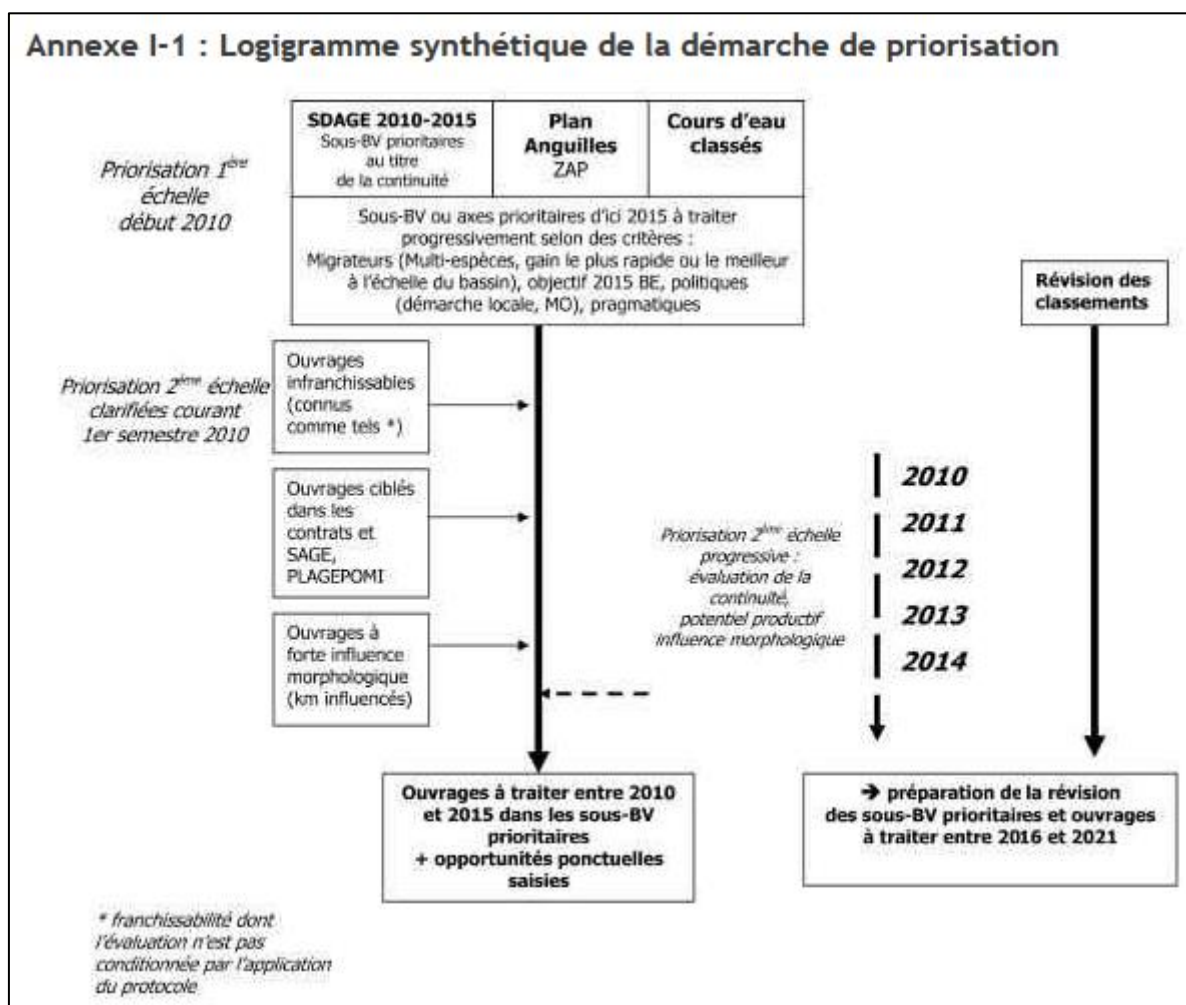 Annexe I-1 : Logigramme synthétique de la démarche de priorisation
Priorisation 1ère
échelle
début 2010
SDAGE 2010-2015
Sous-BV prioritaires
au titre
de la continuité
Plan
Anguilles
ZAP
Cours d'eau
classés
Sous-BV ou axes prioritaires d'ici 2015 à traiter
progressivement selon des critères :
Migrateurs (Multi-espèces, gain le plus rapide ou le meilleur
à l'échelle du bassin), objectif 2015 BE, politiques
(démarche locale, MO), pragmatiques
Révision des
classements
Priorisation 2ème échelle
clarifiées courant
1er semestre 2010
Ouvrages
infranchissables
(connus
comme tels *)
Ouvrages ciblés
dans les
contrats et
SAGE,
PLAGEPOMI
Ouvrages à
forte influence
morphologique
(km influencés)
Priorisation 2ème échelle
progressive :
évaluation de la
continuité,
potentiel productif
influence morphologique
2010
2011
2012
2013
2014
Ouvrages à traiter entre 2010
et 2015 dans les sous-BV
prioritaires
+ opportunités ponctuelles
saisies
➔ préparation de la révision
des sous-BV prioritaires et ouvrages
à traiter entre 2016 et 2021
* franchissabilité dont
l'évaluation n'est pas
conditionnée par l'application
du protocole